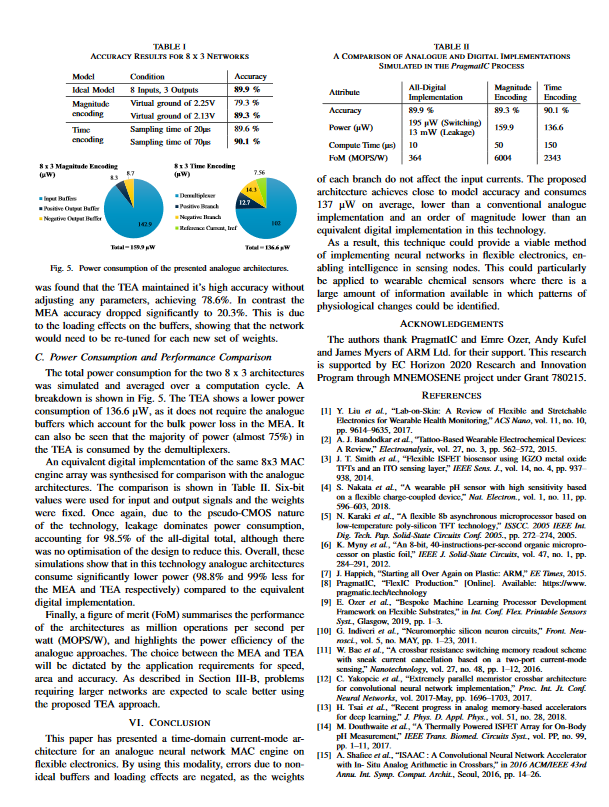 TABLE I
ACCURACY RESULTS FOR 8 X 3 NETWORKS
Model Condition Accuracy
Ideal Model 8 Inputs, 3 Outputs 89.9 %
Magnitude encoding Virtual ground of 2.25V 79.3 %
Virtual ground of 2.13V 89.3 %
Time encoding Sampling time of 20μs 89.6 %
Sampling time of 70μs 90.1 %
8 x 3 Magnitude Encoding (μW)
8.3
8.7
142.9
Input Buffers
Positive Output Buffer
Negative Output Buffer
Total = 159.9 μW
8 x 3 Time Encoding (μW)
7.56
14.3
12.7
102
Demultiplexer
Positive Branch
Negative Branch
Reference Current, Iref
Total = 136.6 μW
Fig. 5. Power consumption of the presented analogue architectures.
was found that the TEA maintained it's high accuracy without
adjusting any parameters, achieving 78.6%. In contrast the
MEA accuracy dropped significantly to 20.3%. This is due
to the loading effects on the buffers, showing that the network
would need to be re-tuned for each new set of weights.
C. Power Consumption and Performance Comparison
The total power consumption for the two 8 x 3 architectures
was simulated and averaged over a computation cycle. A
breakdown is shown in Fig. 5. The TEA shows a lower power
consumption of 136.6 μW, as it does not require the analogue
buffers which account for the bulk power loss in the MEA. It
can also be seen that the majority of power (almost 75%) in
the TEA is consumed by the demultiplexers.
An equivalent digital implementation of the same 8x3 MAC
engine array was synthesised for comparison with the analogue
architectures. The comparison is shown in Table II. Six-bit
values were used for input and output signals and the weights
were fixed. Once again, due to the pseudo-CMOS nature
of the technology, leakage dominates power consumption,
accounting for 98.5% of the all-digital total, although there
was no optimisation of the design to reduce this. Overall, these
simulations show that in this technology analogue architectures
consume significantly lower power (98.8% and 99% less for
the MEA and TEA respectively) compared to the equivalent
digital implementation.
Finally, a figure of merit (FoM) summarises the performance
of the architectures as million operations per second per
watt (MOPS/W), and highlights the power efficiency of the
analogue approaches. The choice between the MEA and TEA
will be dictated by the application requirements for speed,
area and accuracy. As described in Section III-B, problems
requiring larger networks are expected to scale better using
the proposed TEA approach.
VI. CONCLUSION
This paper has presented a time-domain current-mode ar-
chitecture for an analogue neural network MAC engine on
flexible electronics. By using this modality, errors due to non-
ideal buffers and loading effects are negated, as the weights
TABLE II
A COMPARISON OF ANALOGUE AND DIGITAL IMPLEMENTATIONS
SIMULATED IN THE PragmatIC PROCESS
Attribute All-Digital Implementation Magnitude Encoding Time Encoding
Accuracy 89.9 % 89.3 % 90.1 %
Power (μW) 195 μW (Switching) 13 mW (Leakage) 159.9 136.6
Compute Time (μs) 10 50 150
FoM (MOPS/W) 364 6004 2343
of each branch do not affect the input currents. The proposed
architecture achieves close to model accuracy and consumes
137 μW on average, lower than a conventional analogue
implementation and an order of magnitude lower than an
equivalent digital implementation in this technology.
As a result, this technique could provide a viable method
of implementing neural networks in flexible electronics, en-
abling intelligence in sensing nodes. This could particularly
be applied to wearable chemical sensors where there is a
large amount of information available in which patterns of
physiological changes could be identified.
ACKNOWLEDGEMENTS
The authors thank PragmatIC and Emre Ozer, Andy Kufel
and James Myers of ARM Ltd. for their support. This research
is supported by EC Horizon 2020 Research and Innovation
Program through MNEMOSENE project under Grant 780215.
REFERENCES
[1] Y. Liu et al., “Lab-on-Skin: A Review of Flexible and Stretchable
Electronics for Wearable Health Monitoring,” ACS Nano, vol. 11, no. 10,
pp. 9614–9635, 2017.
[2] A. J. Bandodkar et al., “Tattoo-Based Wearable Electrochemical Devices:
A Review,” Electroanalysis, vol. 27, no. 3, pp. 562–572, 2015.
[3] J. T. Smith et al., “Flexible ISFET biosensor using IGZO metal oxide
TFTs and an ITO sensing layer,” IEEE Sens. J., vol. 14, no. 4, pp. 937–
938, 2014.
[4] S. Nakata et al., “A wearable pH sensor with high sensitivity based
on a flexible charge-coupled device,” Nat. Electron., vol. 1, no. 11, pp.
596–603, 2018.
[5] N. Karaki et al., “A flexible 8b asynchronous microprocessor based on
low-temperature poly-silicon TFT technology,” ISSCC. 2005 IEEE Int.
Dig. Tech. Pap. Solid-State Circuits Conf. 2005., pp. 272–274, 2005.
[6] K. Myny et al., “An 8-bit, 40-instructions-per-second organic micropro-
cessor on plastic foil,” IEEE J. Solid-State Circuits, vol. 47, no. 1, pp.
284–291, 2012.
[7] J. Happich, “Starting all Over Again on Plastic: ARM,” EE Times, 2015.
[8] PragmatIC, “FlexIC Production.” [Online]. Available: https://www.
pragmatic.tech/technology
[9] E. Ozer et al., “Bespoke Machine Learning Processor Development
Framework on Flexible Substrates,” in Int. Conf. Flex. Printable Sensors
Syst., Glasgow, 2019, pp. 1–3.
[10] G. Indiveri et al., “Neuromorphic silicon neuron circuits,” Front. Neu-
rosci., vol. 5, no. MAY, pp. 1–23, 2011.
[11] W. Bae et al., “A crossbar resistance switching memory readout scheme
with sneak current cancellation based on a two-port current-mode
sensing,” Nanotechnology, vol. 27, no. 48, pp. 1–12, 2016.
[12] C. Yakopcic et al., “Extremely parallel memristor crossbar architecture
for convolutional neural network implementation,” Proc. Int. Jt. Conf.
Neural Networks, vol. 2017-May, pp. 1696–1703, 2017.
[13] H. Tsai et al., “Recent progress in analog memory-based accelerators
for deep learning,” J. Phys. D. Appl. Phys., vol. 51, no. 28, 2018.
[14] M. Douthwaite et al., “A Thermally Powered ISFET Array for On-Body
pH Measurement,” IEEE Trans. Biomed. Circuits Syst., vol. PP, no. 99,
pp. 1–11, 2017.
[15] A. Shafiee et al., “ISAAC : A Convolutional Neural Network Accelerator
with In- Situ Analog Arithmetic in Crossbars,” in 2016 ACM/IEEE 43rd
Annu. Int. Symp. Comput. Archit., Seoul, 2016, pp. 14–26.